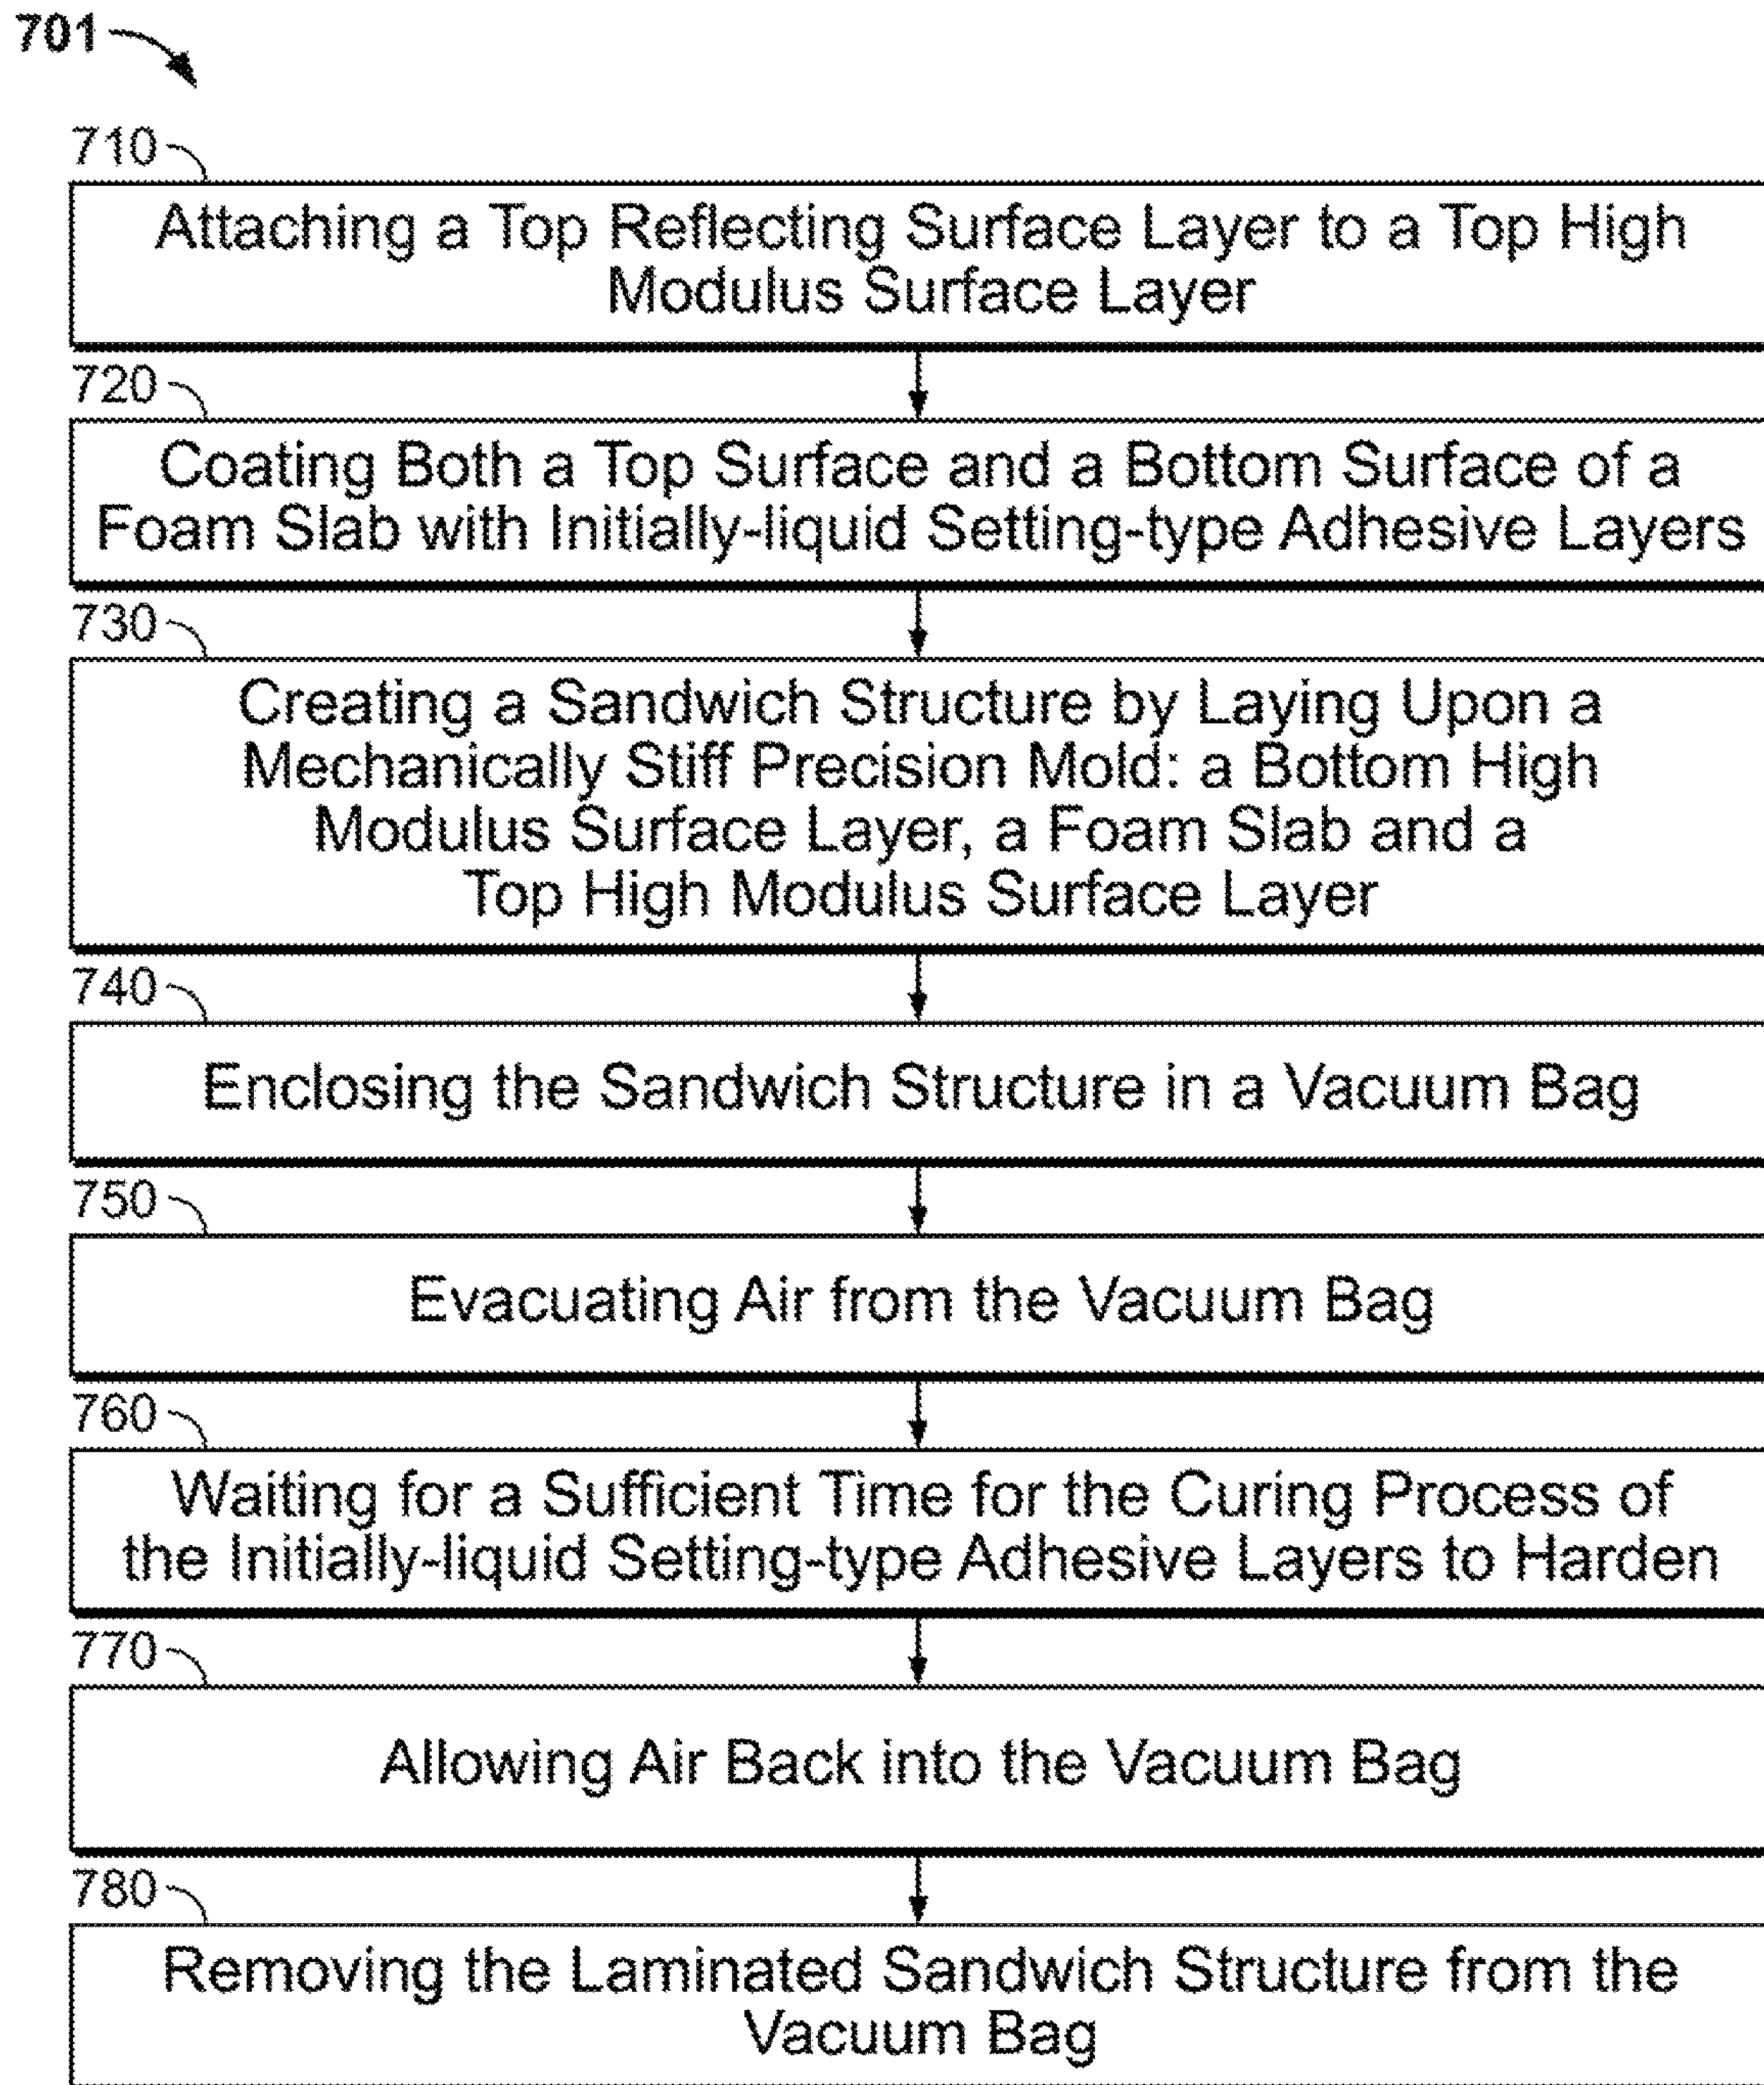 701
710
Attaching a Top Reflecting Surface Layer to a Top High
Modulus Surface Layer
720
Coating Both a Top Surface and a Bottom Surface of a
Foam Slab with Initially-liquid Setting-type Adhesive Layers
730
Creating a Sandwich Structure by Laying Upon a
Mechanically Stiff Precision Mold: a Bottom High
Modulus Surface Layer, a Foam Slab and a
Top High Modulus Surface Layer
740
Enclosing the Sandwich Structure in a Vacuum Bag
750
Evacuating Air from the Vacuum Bag
760
Waiting for a Sufficient Time for the Curing Process of
the Initially-liquid Setting-type Adhesive Layers to Harden
770
Allowing Air Back into the Vacuum Bag
780
Removing the Laminated Sandwich Structure from the
Vacuum Bag